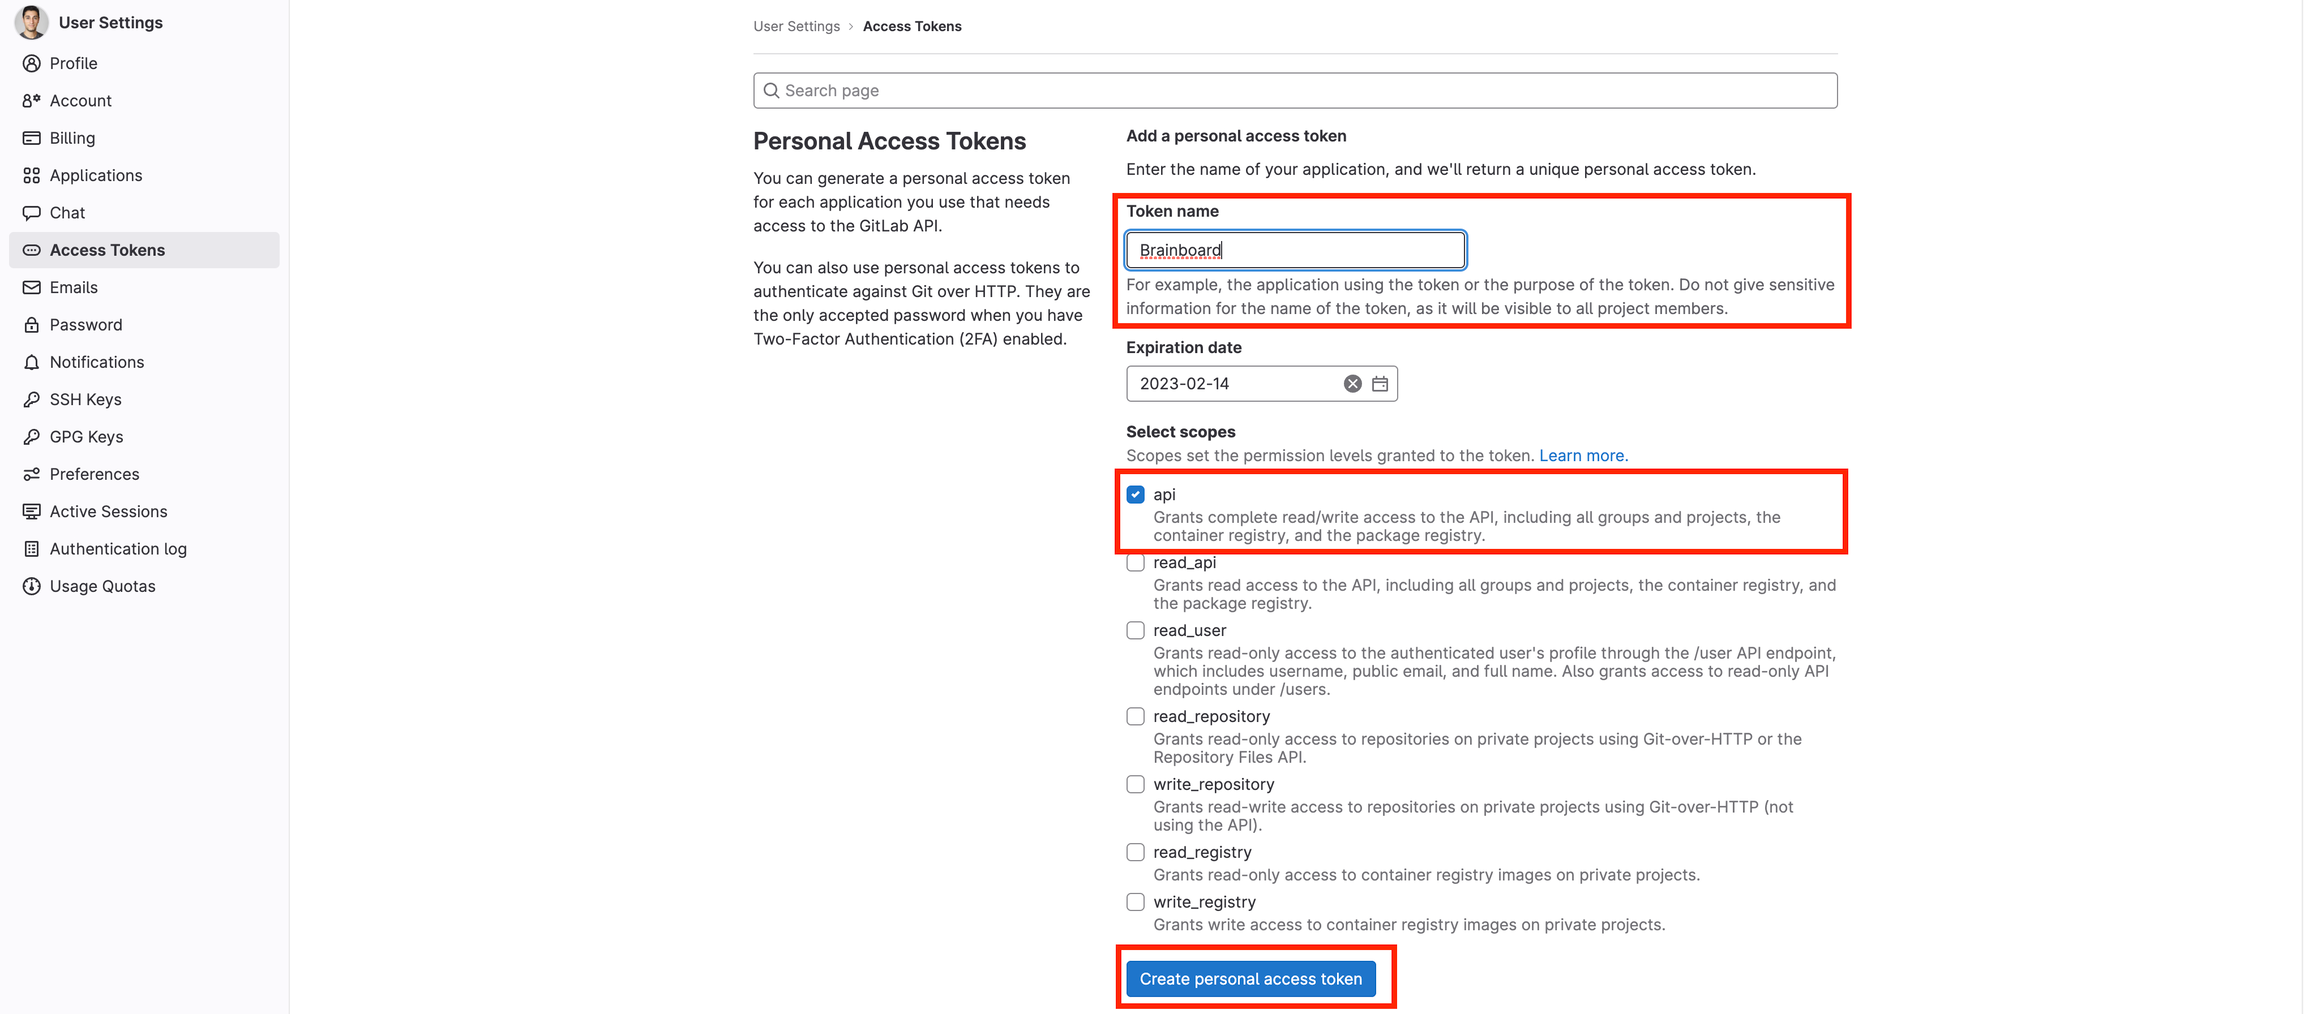 User Settings
Profile
Account
Billing
Applications
Chat
Access Tokens
Emails
Password
Notifications
SSH Keys
GPG Keys
Preferences
Active Sessions
Authentication log
Usage Quotas
User Settings › Access Tokens
Search page
Personal Access Tokens
You can generate a personal access token
for each application you use that needs
access to the GitLab API.
You can also use personal access tokens to
authenticate against Git over HTTP. They are
the only accepted password when you have
Two-Factor Authentication (2FA) enabled.
Add a personal access token
Enter the name of your application, and we'll return a unique personal access token.
Token name
Brainboard
For example, the application using the token or the purpose of the token. Do not give sensitive
information for the name of the token, as it will be visible to all project members.
Expiration date
2023-02-14
Select scopes
Scopes set the permission levels granted to the token. Learn more.
api
Grants complete read/write access to the API, including all groups and projects, the
container registry, and the package registry.
read_api
Grants read access to the API, including all groups and projects, the container registry, and
the package registry.
read_user
Grants read-only access to the authenticated user's profile through the /user API endpoint,
which includes username, public email, and full name. Also grants access to read-only API
endpoints under /users.
read_repository
Grants read-only access to repositories on private projects using Git-over-HTTP or the
Repository Files API.
write_repository
Grants read-write access to repositories on private projects using Git-over-HTTP (not
using the API).
read_registry
Grants read-only access to container registry images on private projects.
write_registry
Grants write access to container registry images on private projects.
Create personal access token